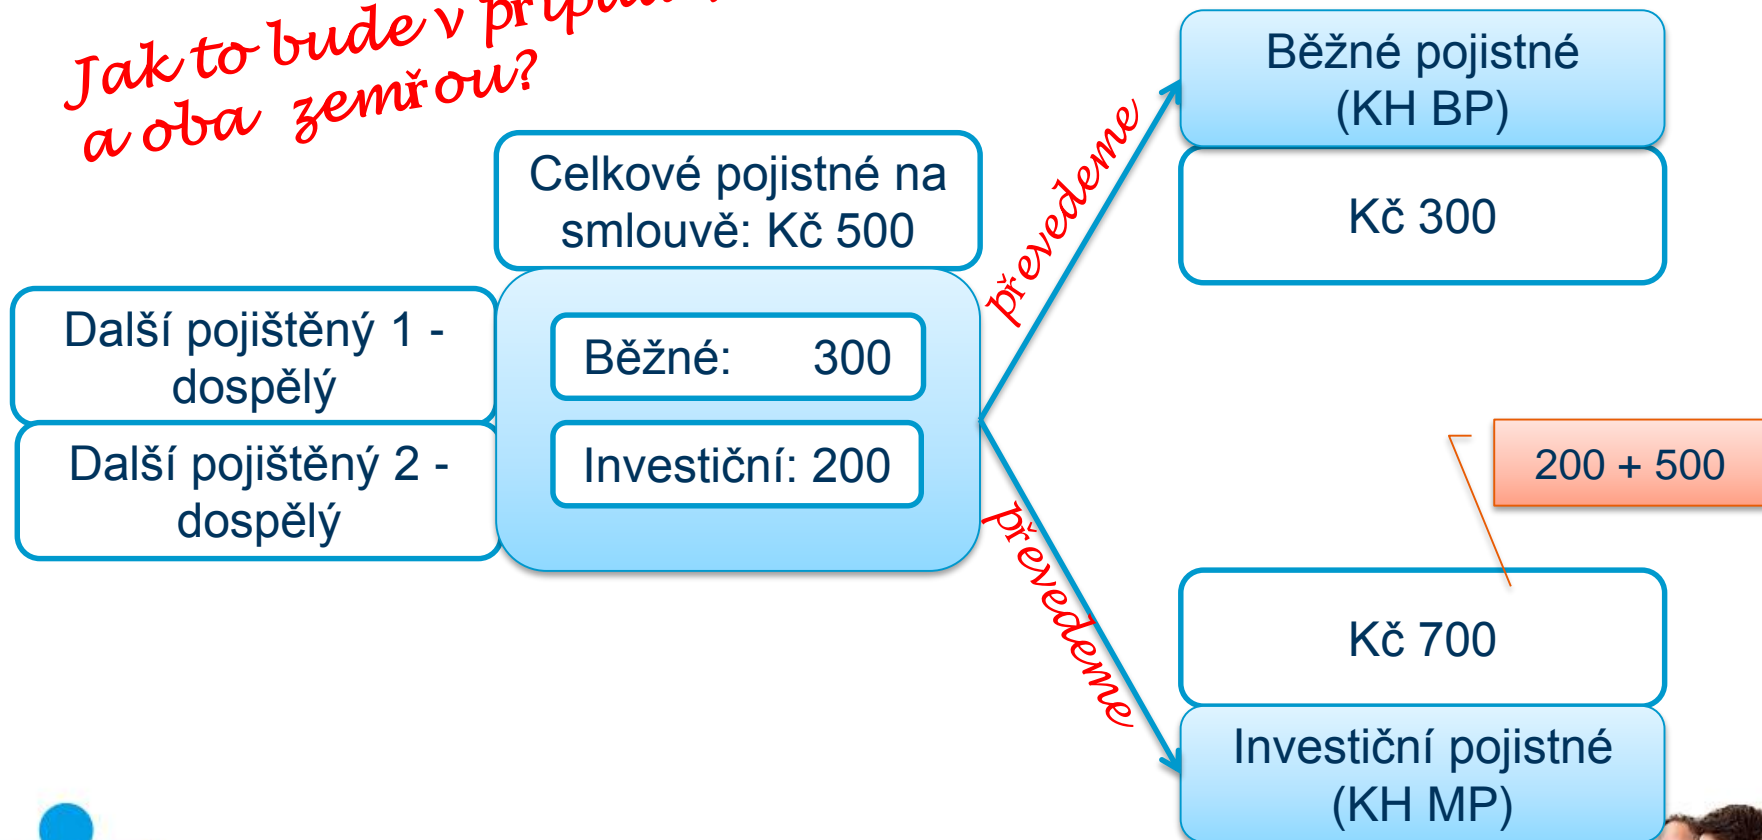 Jak to bude v
a oba zemřou?
Celkové pojistné na
smlouvě: Kč 500
Běžné: 300
Investiční: 200
Další pojištěný 1 -
dospělý
Další pojištěný 2 -
dospělý
převedeme
převedeme
Běžné pojistné
(KH BP)
Kč 300
200 + 500
Kč 700
Investiční pojistné
(KH MP)